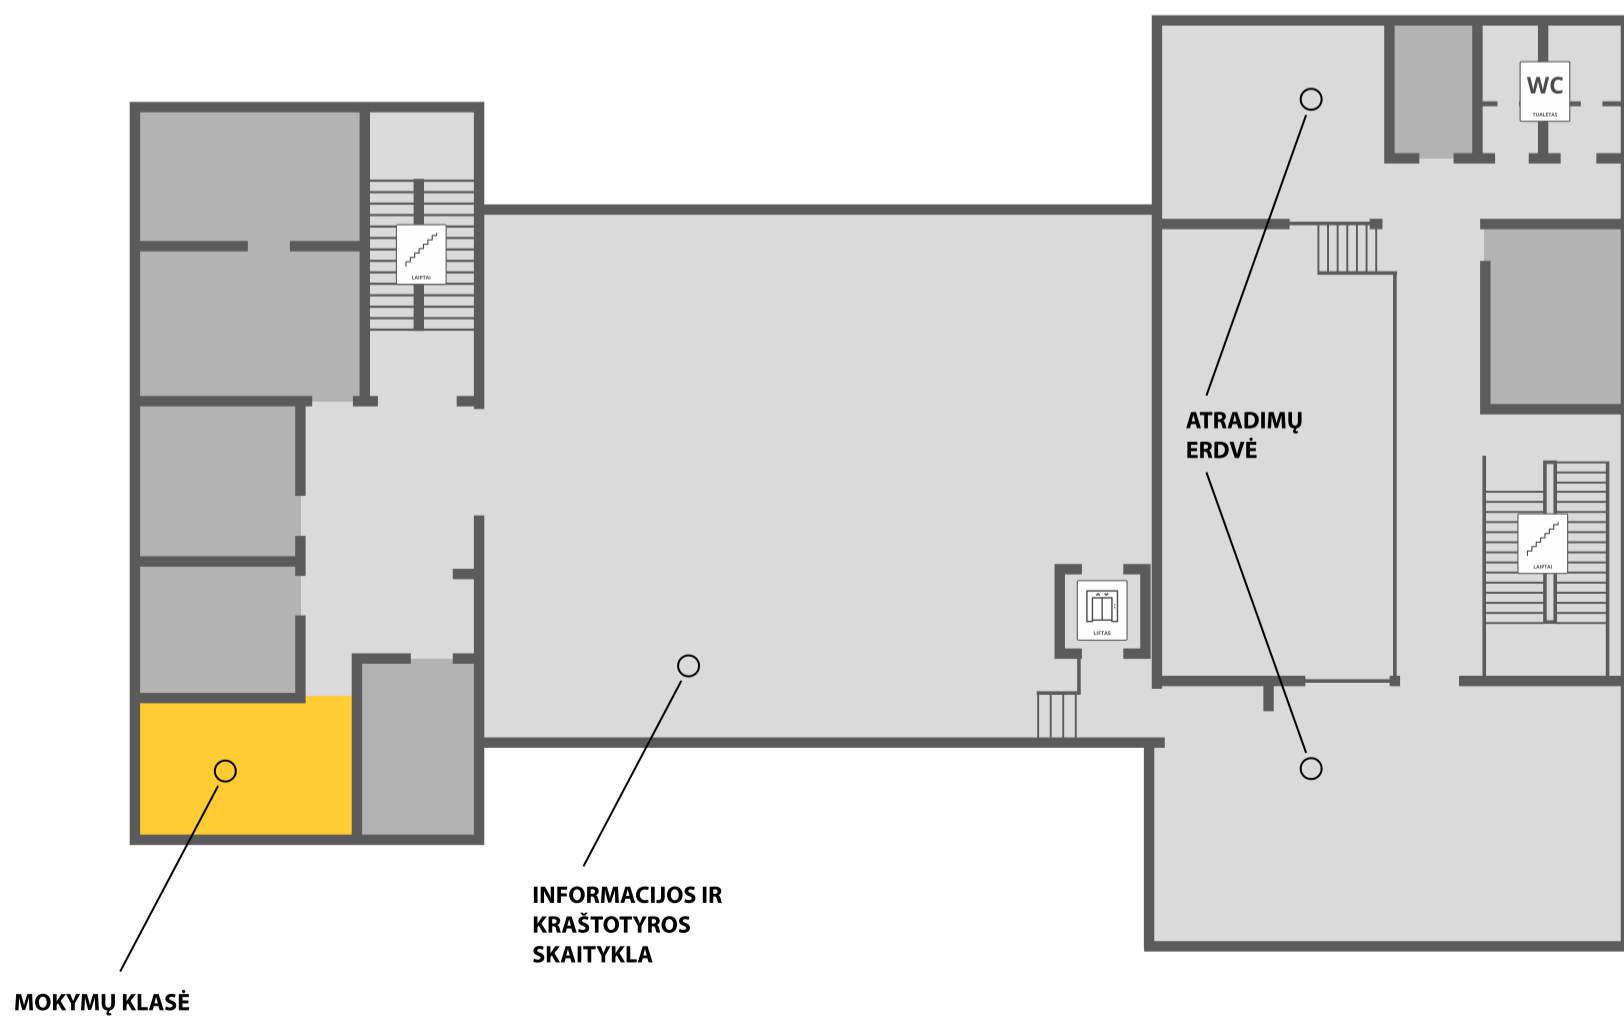 WC
TUALETAS
LAIPTAI
ATRADIMŲ
ERDVĖ
LAIPTAI
LIFTAS
INFORMACIJOS IR
KRAŠTOTYROS
SKAITYKLA
MOKYMŲ KLASĖ